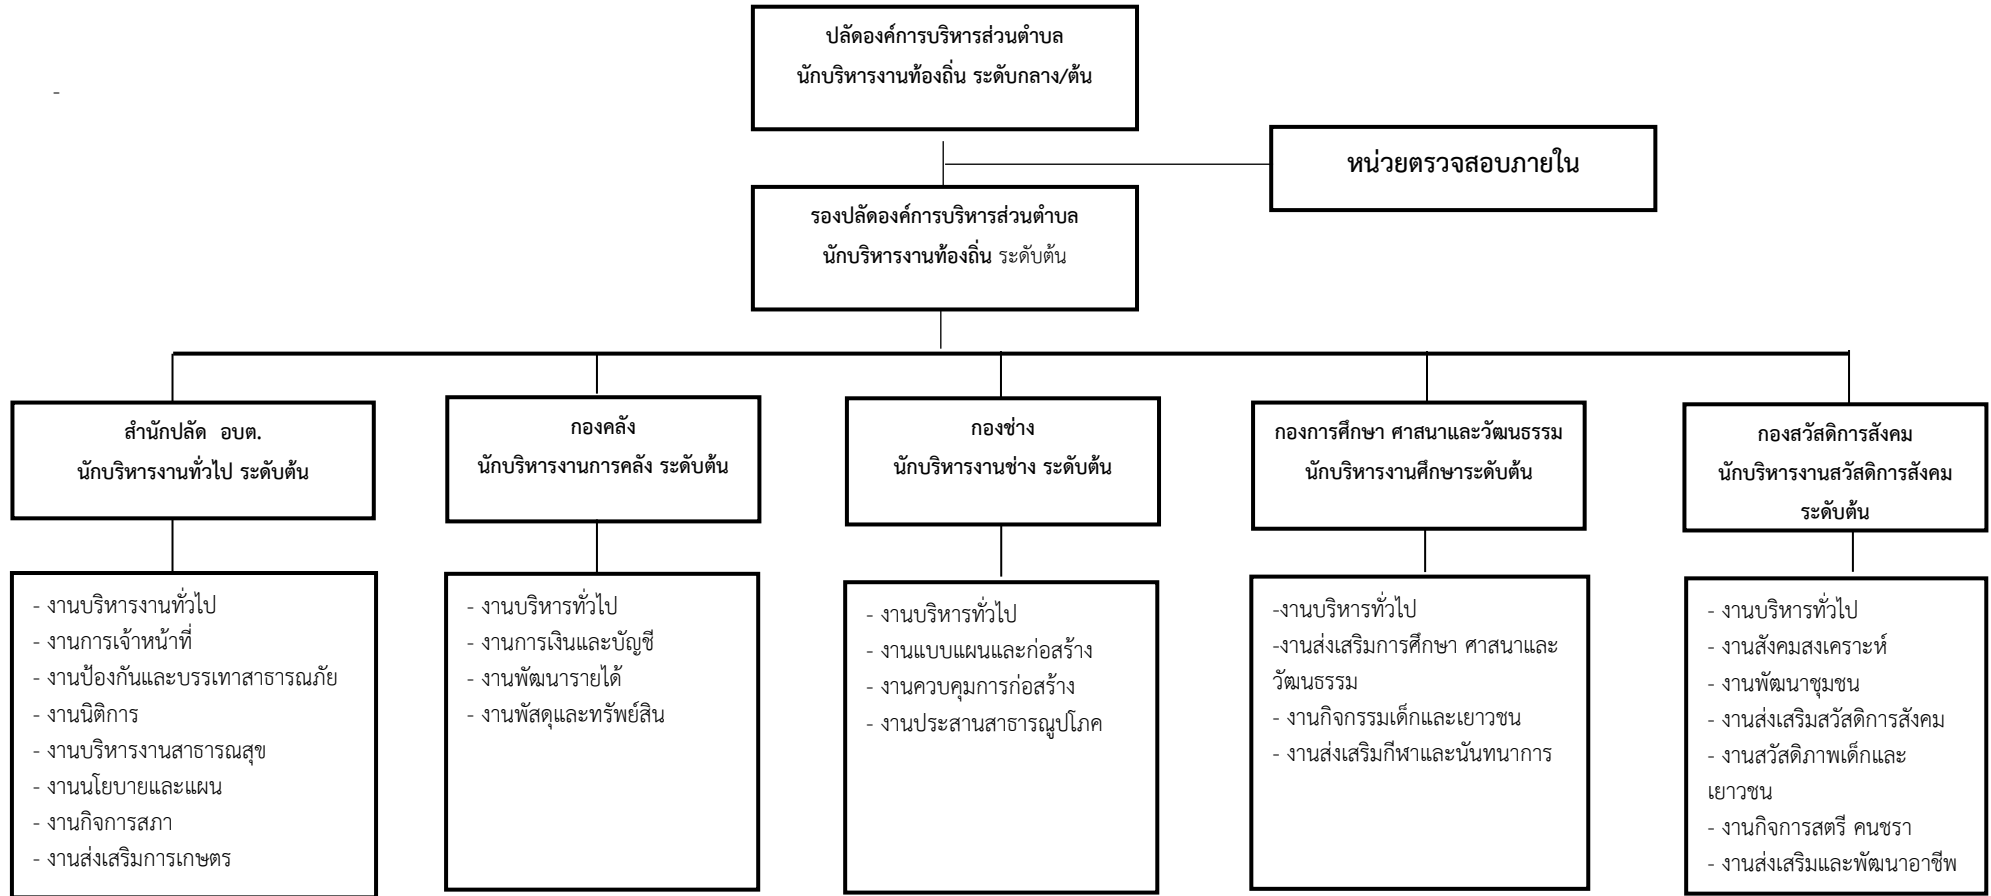 ปลัดองค์การบริหารส่วนตำบล
นักบริหารงานท้องถิ่น ระดับกลาง/ต้น
-
หน่วยตรวจสอบภายใน
รองปลัดองค์การบริหารส่วนตำบล
นักบริหารงานท้องถิ่น ระดับต้น
สำนักปลัด อบต.
นักบริหารงานทั่วไป ระดับต้น
กองคลัง
นักบริหารงานการคลัง ระดับต้น
กองช่าง
นักบริหารงานช่าง ระดับต้น
กองการศึกษา ศาสนาและวัฒนธรรม
นักบริหารงานศึกษาระดับต้น
กองสวัสดิการสังคม
นักบริหารงานสวัสดิการสังคม
ระดับต้น
- งานบริหารงานทั่วไป
- งานการเจ้าหน้าที่
- งานป้องกันและบรรเทาสาธารณภัย
- งานนิติการ
- งานบริหารงานสาธารณสุข
- งานนโยบายและแผน
- งานกิจการสภา
- งานส่งเสริมการเกษตร
- งานบริหารทั่วไป
- งานการเงินและบัญชี
- งานพัฒนารายได้
- งานพัสดุและทรัพย์สิน
- งานบริหารทั่วไป
- งานแบบแผนและก่อสร้าง
- งานควบคุมการก่อสร้าง
- งานประสานสาธารณูปโภค
-งานบริหารทั่วไป
-งานส่งเสริมการศึกษา ศาสนาและ
วัฒนธรรม
- งานกิจกรรมเด็กและเยาวชน
- งานส่งเสริมกีฬาและนันทนาการ
- งานบริหารทั่วไป
- งานสังคมสงเคราะห์
- งานพัฒนาชุมชน
- งานส่งเสริมสวัสดิการสังคม
- งานสวัสดิภาพเด็กและ
เยาวชน
- งานกิจการสตรี คนชรา
- งานส่งเสริมและพัฒนาอาชีพ